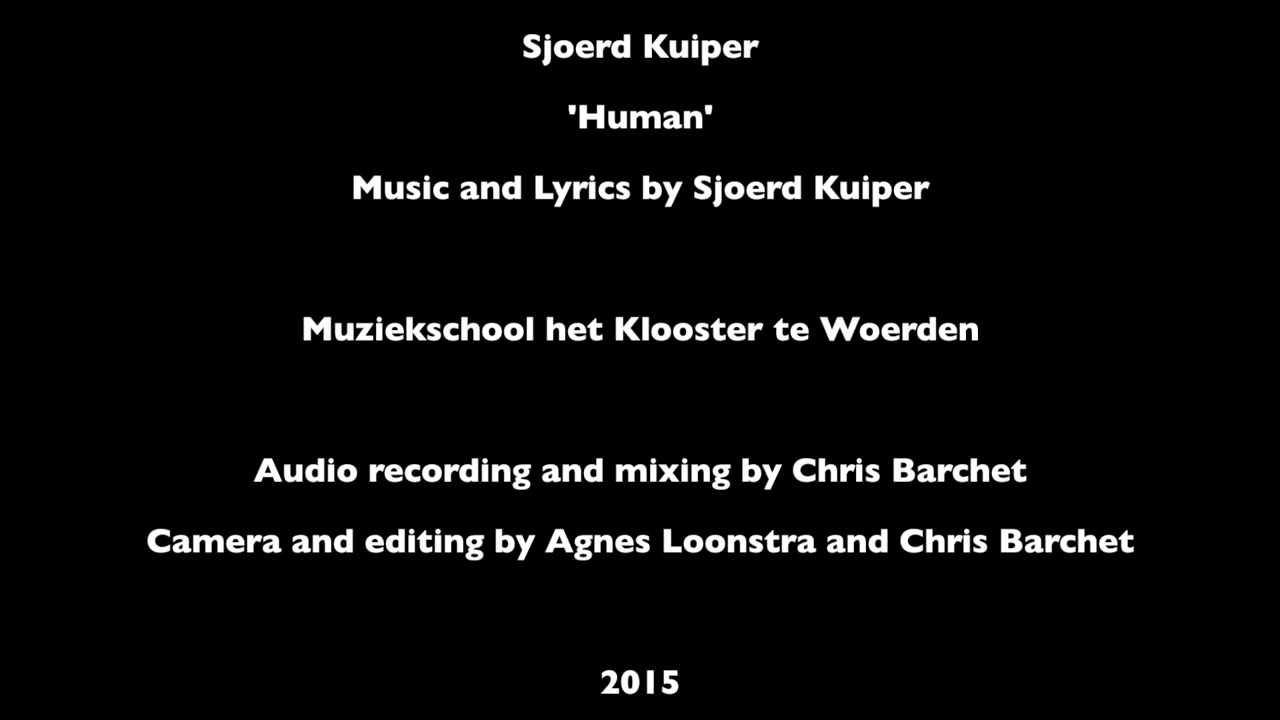 Sjoerd Kuiper
'Human'
Music and Lyrics by Sjoerd Kuiper
Muziekschool het Klooster te Woerden
Audio recording and mixing by Chris Barchet
Camera and editing by Agnes Loonstra and Chris Barchet
2015